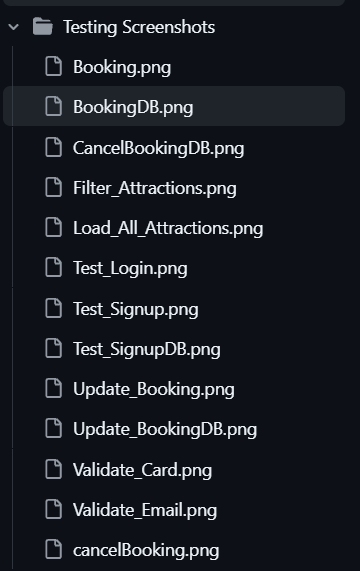 Testing Screenshots
Booking.png
BookingDB.png
CancelBookingDB.png
Filter_Attractions.png
Load_All_Attractions.png
Test_Login.png
Test_Signup.png
Test_SignupDB.png
Update_Booking.png
Update_BookingDB.png
Validate_Card.png
Validate_Email.png
cancelBooking.png